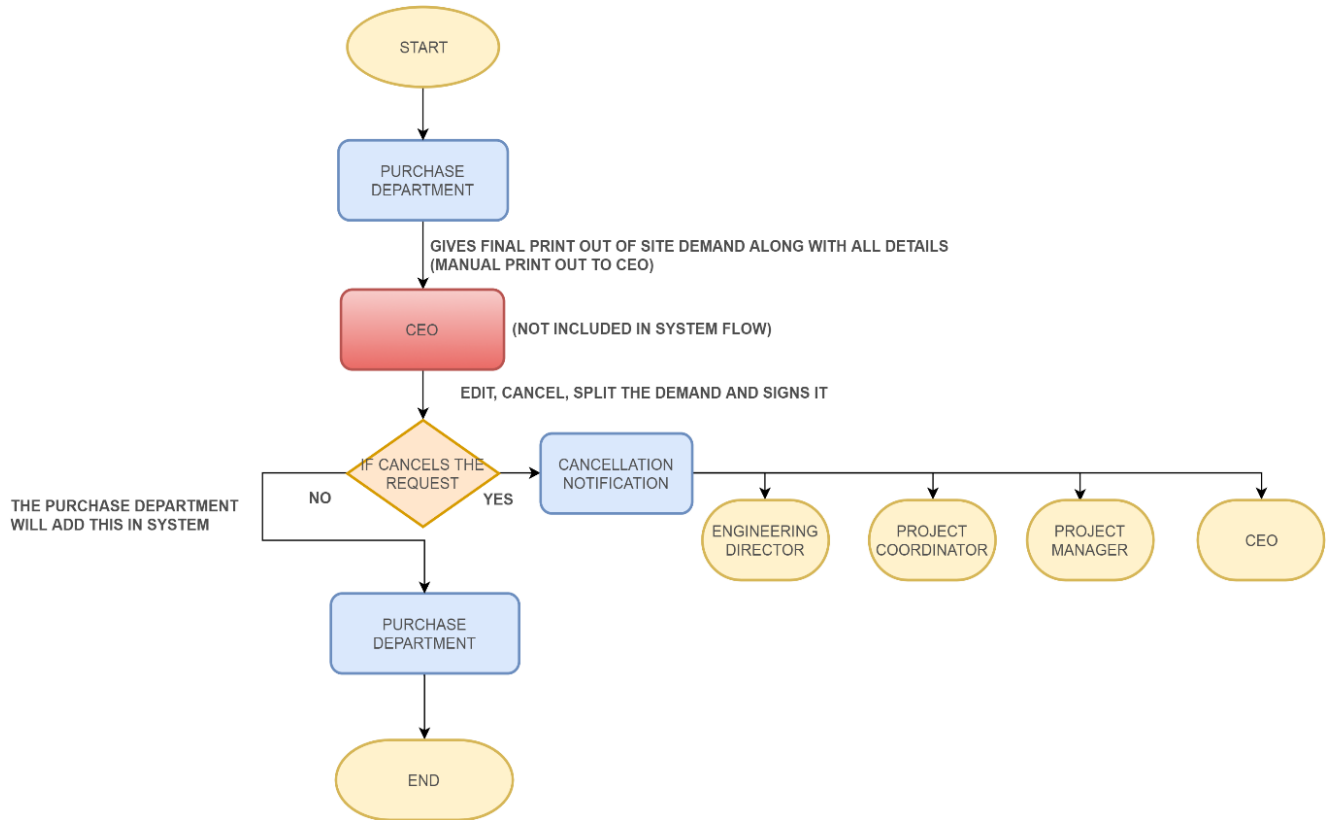 START
PURCHASE
DEPARTMENT
GIVES FINAL PRINT OUT OF SITE DEMAND ALONG WITH ALL DETAILS
(MANUAL PRINT OUT TO CEO)
CEO
(NOT INCLUDED IN SYSTEM FLOW)
EDIT, CANCEL, SPLIT THE DEMAND AND SIGNS IT
IF CANCELS THE
REQUEST
NO
YES
CANCELLATION
NOTIFICATION
THE PURCHASE DEPARTMENT
WILL ADD THIS IN SYSTEM
ENGINEERING
DIRECTOR
PROJECT
COORDINATOR
PROJECT
MANAGER
CEO
PURCHASE
DEPARTMENT
END